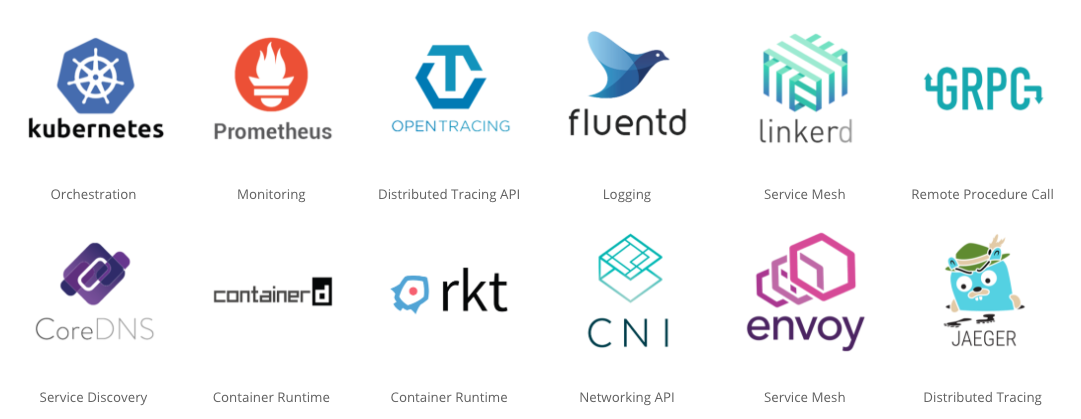 kubernetes
Prometheus
OPENTRACING
fluentd
linkerd
GRPC
Orchestration
Monitoring
Distributed Tracing API
Logging
Service Mesh
Remote Procedure Call
CoreDNS
containerd
rkt
CNI
envoy
JAEGER
Service Discovery
Container Runtime
Container Runtime
Networking API
Service Mesh
Distributed Tracing